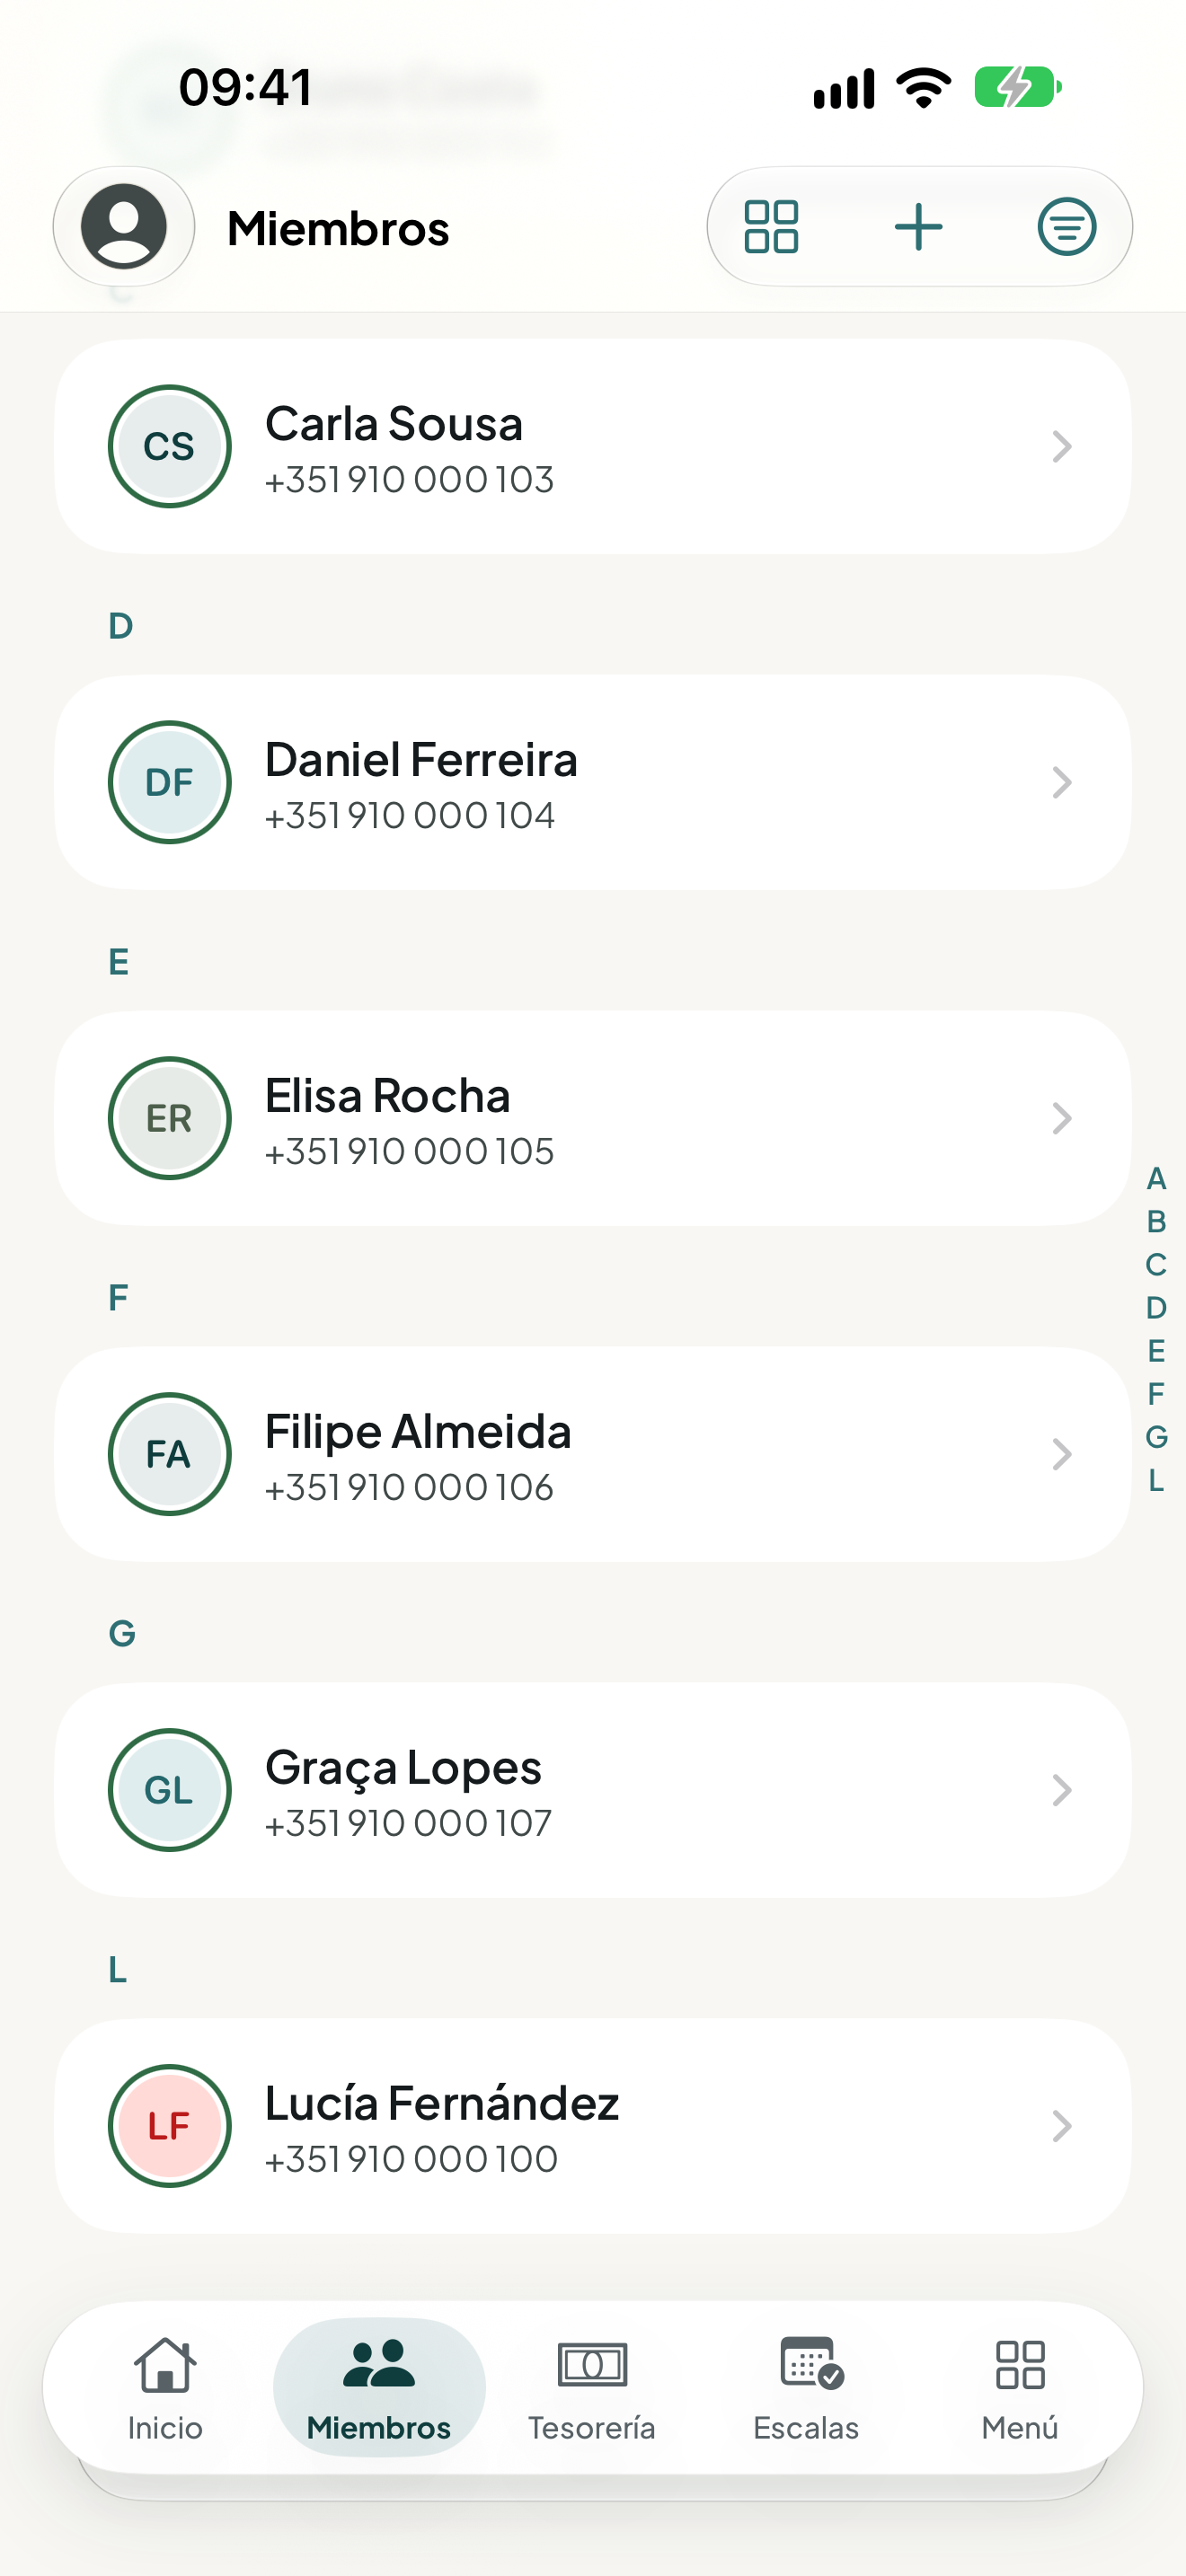 09:41
Miembros
CS
Carla Sousa
+351 910 000 103
D
DF
Daniel Ferreira
+351 910 000 104
E
ER
Elisa Rocha
+351 910 000 105
F
FA
Filipe Almeida
+351 910 000 106
G
GL
Graça Lopes
+351 910 000 107
L
LF
Lucía Fernández
+351 910 000 100
A
B
C
D
E
F
G
L
Inicio
Miembros
Tesorería
Escalas
Menú